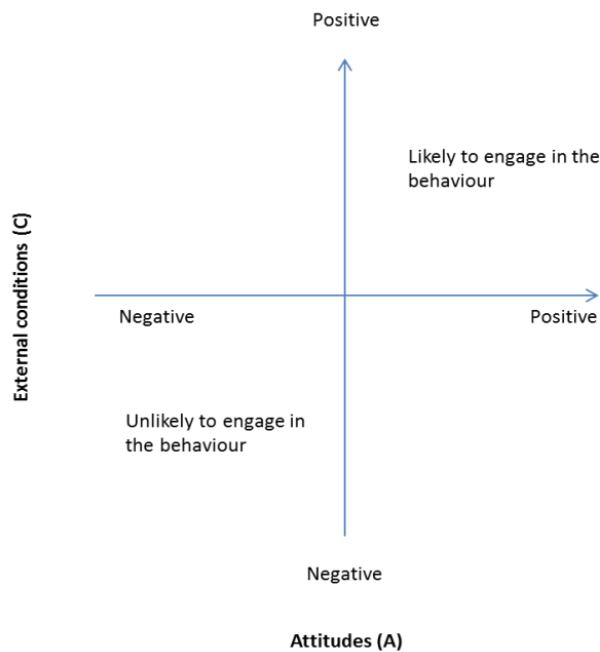 Positive
Likely to engage in the
behaviour
External conditions (C)
Negative
Positive
Unlikely to engage in
the behaviour
Negative
Attitudes (A)